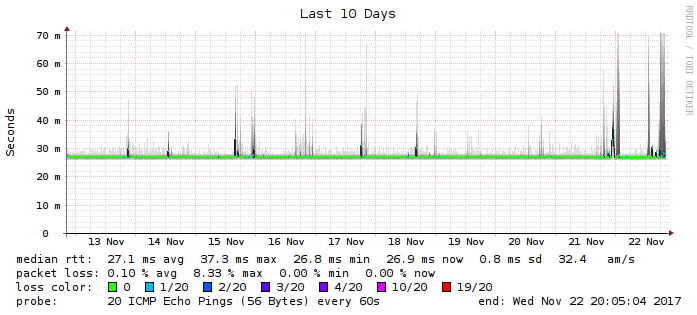 Last 10 Days
RRDTOOL / TOBI OETIKER
Seconds
70 m
60 m
50 m
40 m
30 m
20 m
10 m
0
13 Nov 14 Nov 15 Nov 16 Nov 17 Nov 18 Nov 19 Nov 20 Nov 21 Nov 22 Nov
median rtt: 27.1 ms avg 37.3 ms max 26.8 ms min 26.9 ms now 0.8 ms sd 32.4 am/s
packet loss: 0.10 % avg 8.33 % max 0.00 % min 0.00 % now
loss color: 0 1/20 2/20 3/20 4/20 10/20 19/20
probe: 20 ICMP Echo Pings (56 Bytes) every 60s end: Wed Nov 22 20:05:04 2017